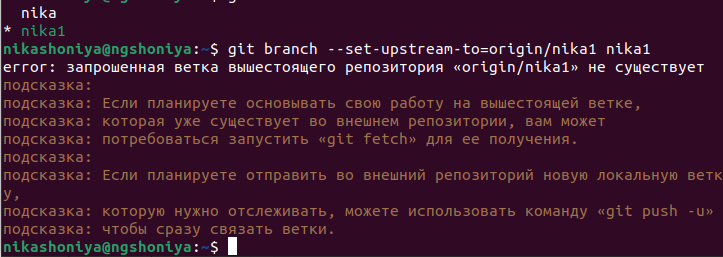 nika
* nika1
nikashoniya@ngshoniya:~$ git branch --set-upstream-to=origin/nika1 nika1
error: запрошенная ветка вышестоящего репозитория «origin/nika1» не существует
подсказка:
подсказка: Если планируете основывать свою работу на вышестоящей ветке,
подсказка: которая уже существует во внешнем репозитории, вам может
подсказка: потребоваться запустить «git fetch» для ее получения.
подсказка:
подсказка: Если планируете отправить во внешний репозиторий новую локальную ветк
у,
подсказка: которую нужно отслеживать, можете использовать команду «git push -u»
подсказка: чтобы сразу связать ветки.
nikashoniya@ngshoniya:~$